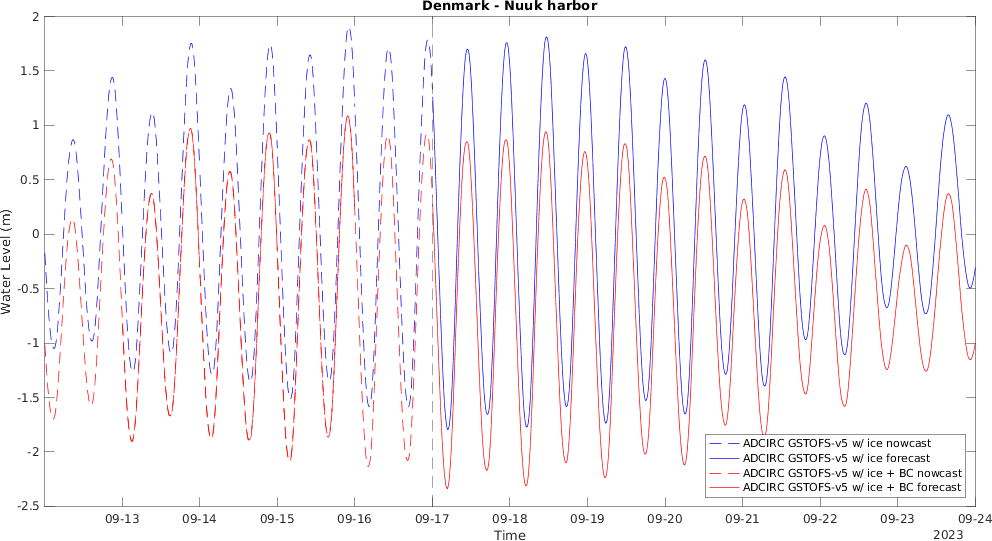 Denmark - Nuuk harbor
2
1.5
1
0.5
0
-0.5
-1
-1.5
-2
-2.5
Water Level (m)
ADCIRC GSTOFS-v5 w/ ice nowcast
ADCIRC GSTOFS-v5 w/ ice forecast
ADCIRC GSTOFS-v5 w/ ice + BC nowcast
ADCIRC GSTOFS-v5 w/ ice + BC forecast
09-13 09-14 09-15 09-16 09-17 09-18 09-19 09-20 09-21 09-22 09-23 09-24
Time
2023